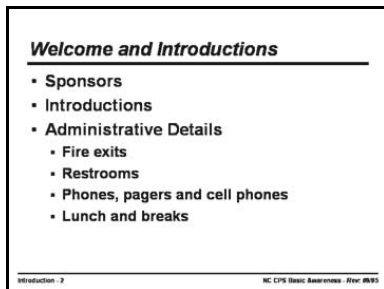 Welcome and Introductions
▪ Sponsors
▪ Introductions
▪ Administrative Details
▪ Fire exits
▪ Restrooms
▪ Phones, pagers and cell phones
▪ Lunch and breaks
Introduction - 2
NC CPS Basic Awareness - Rev: